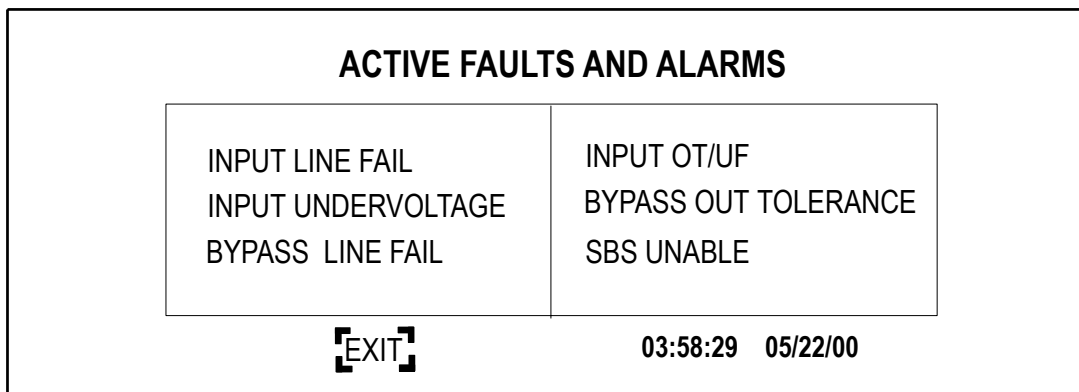 ACTIVE FAULTS AND ALARMS
INPUT LINE FAIL
INPUT UNDERVOLTAGE
BYPASS LINE FAIL
INPUT OT/UF
BYPASS OUT TOLERANCE
SBS UNABLE
EXIT
03:58:29 05/22/00